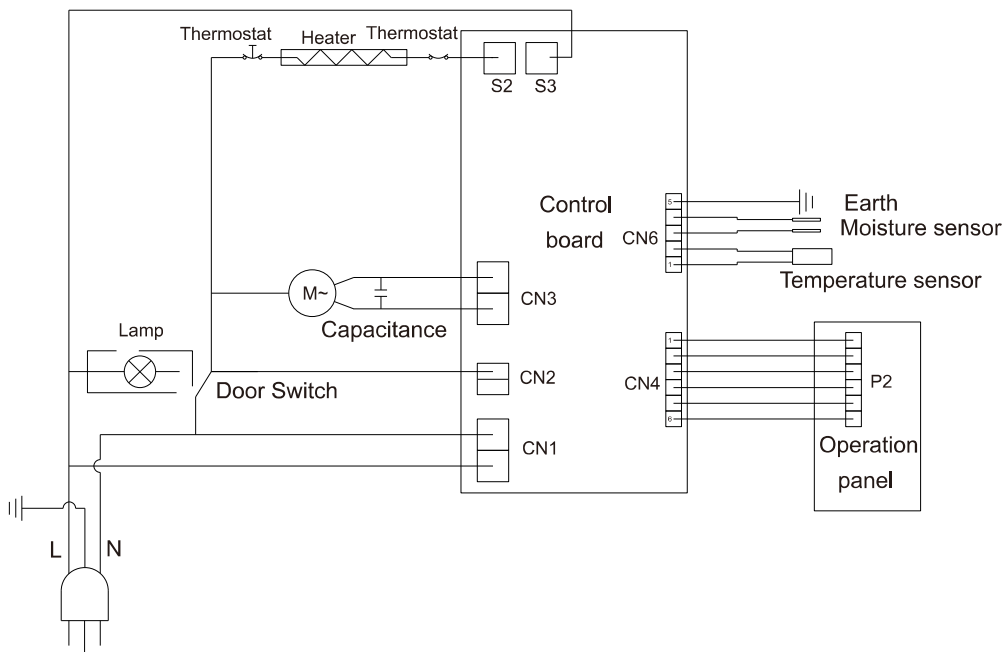 Thermostat
Heater
Thermostat
S2
S3
Control
board
5
CN6
1
Earth
Moisture sensor
Temperature sensor
M~
CN3
Capacitance
Lamp
Door Switch
CN2
1
CN4
6
P2
CN1
Operation
panel
L
N